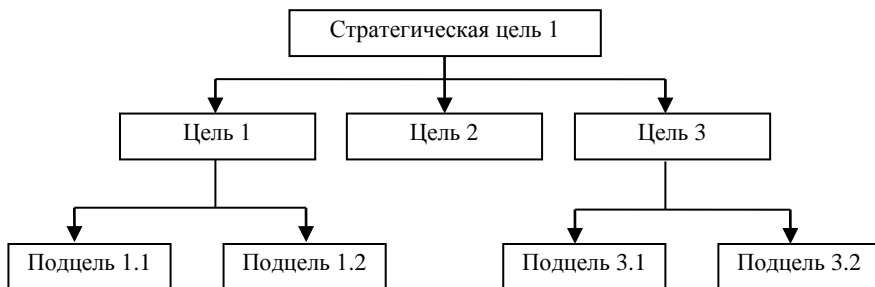 Стратегическая цель 1
Цель 1
Цель 2
Цель 3
Подцель 1.1
Подцель 1.2
Подцель 3.1
Подцель 3.2